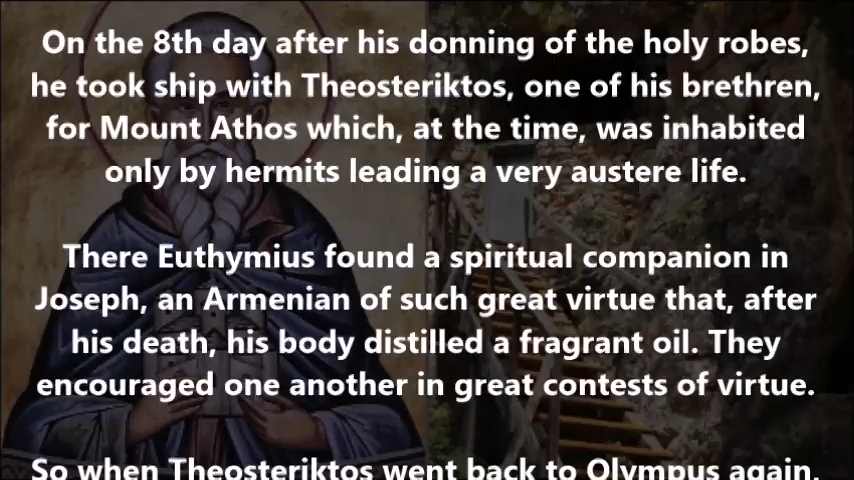 On the 8th day after his donning of the holy robes,
he took ship with Theosteriktos, one of his brethren,
for Mount Athos which, at the time, was inhabited
only by hermits leading a very austere life.
There Euthymius found a spiritual companion in
Joseph, an Armenian of such great virtue that, after
his death, his body distilled a fragrant oil. They
encouraged one another in great contests of virtue.
So when Theosteriktos went back to Olympus again,